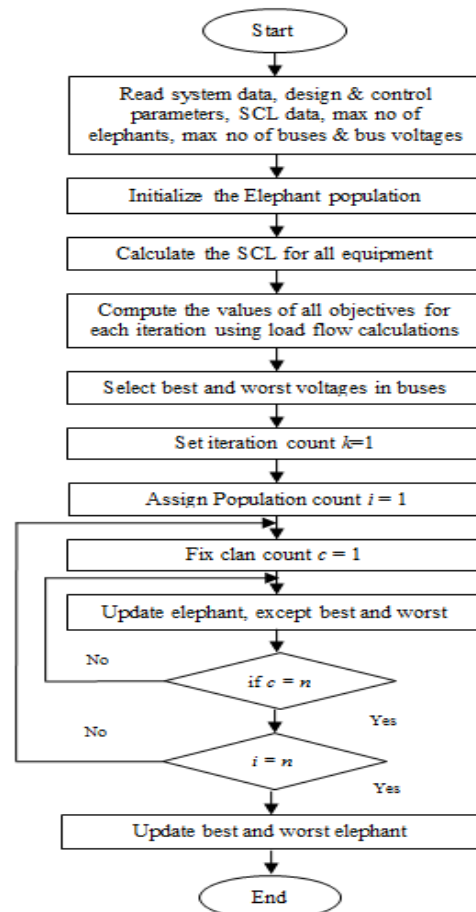 Start
Read system data, design & control
parameters, SCL data, max no of
elephants, max no of buses & bus voltages
Initialize the Elephant population
Calculate the SCL for all equipment
Compute the values of all objectives for
each iteration using load flow calculations
Select best and worst voltages in buses
Set iteration count k=1
Assign Population count i = 1
Fix clan count c = 1
Update elephant, except best and worst
No
if c = n
Yes
No
i = n
Yes
Update best and worst elephant
End